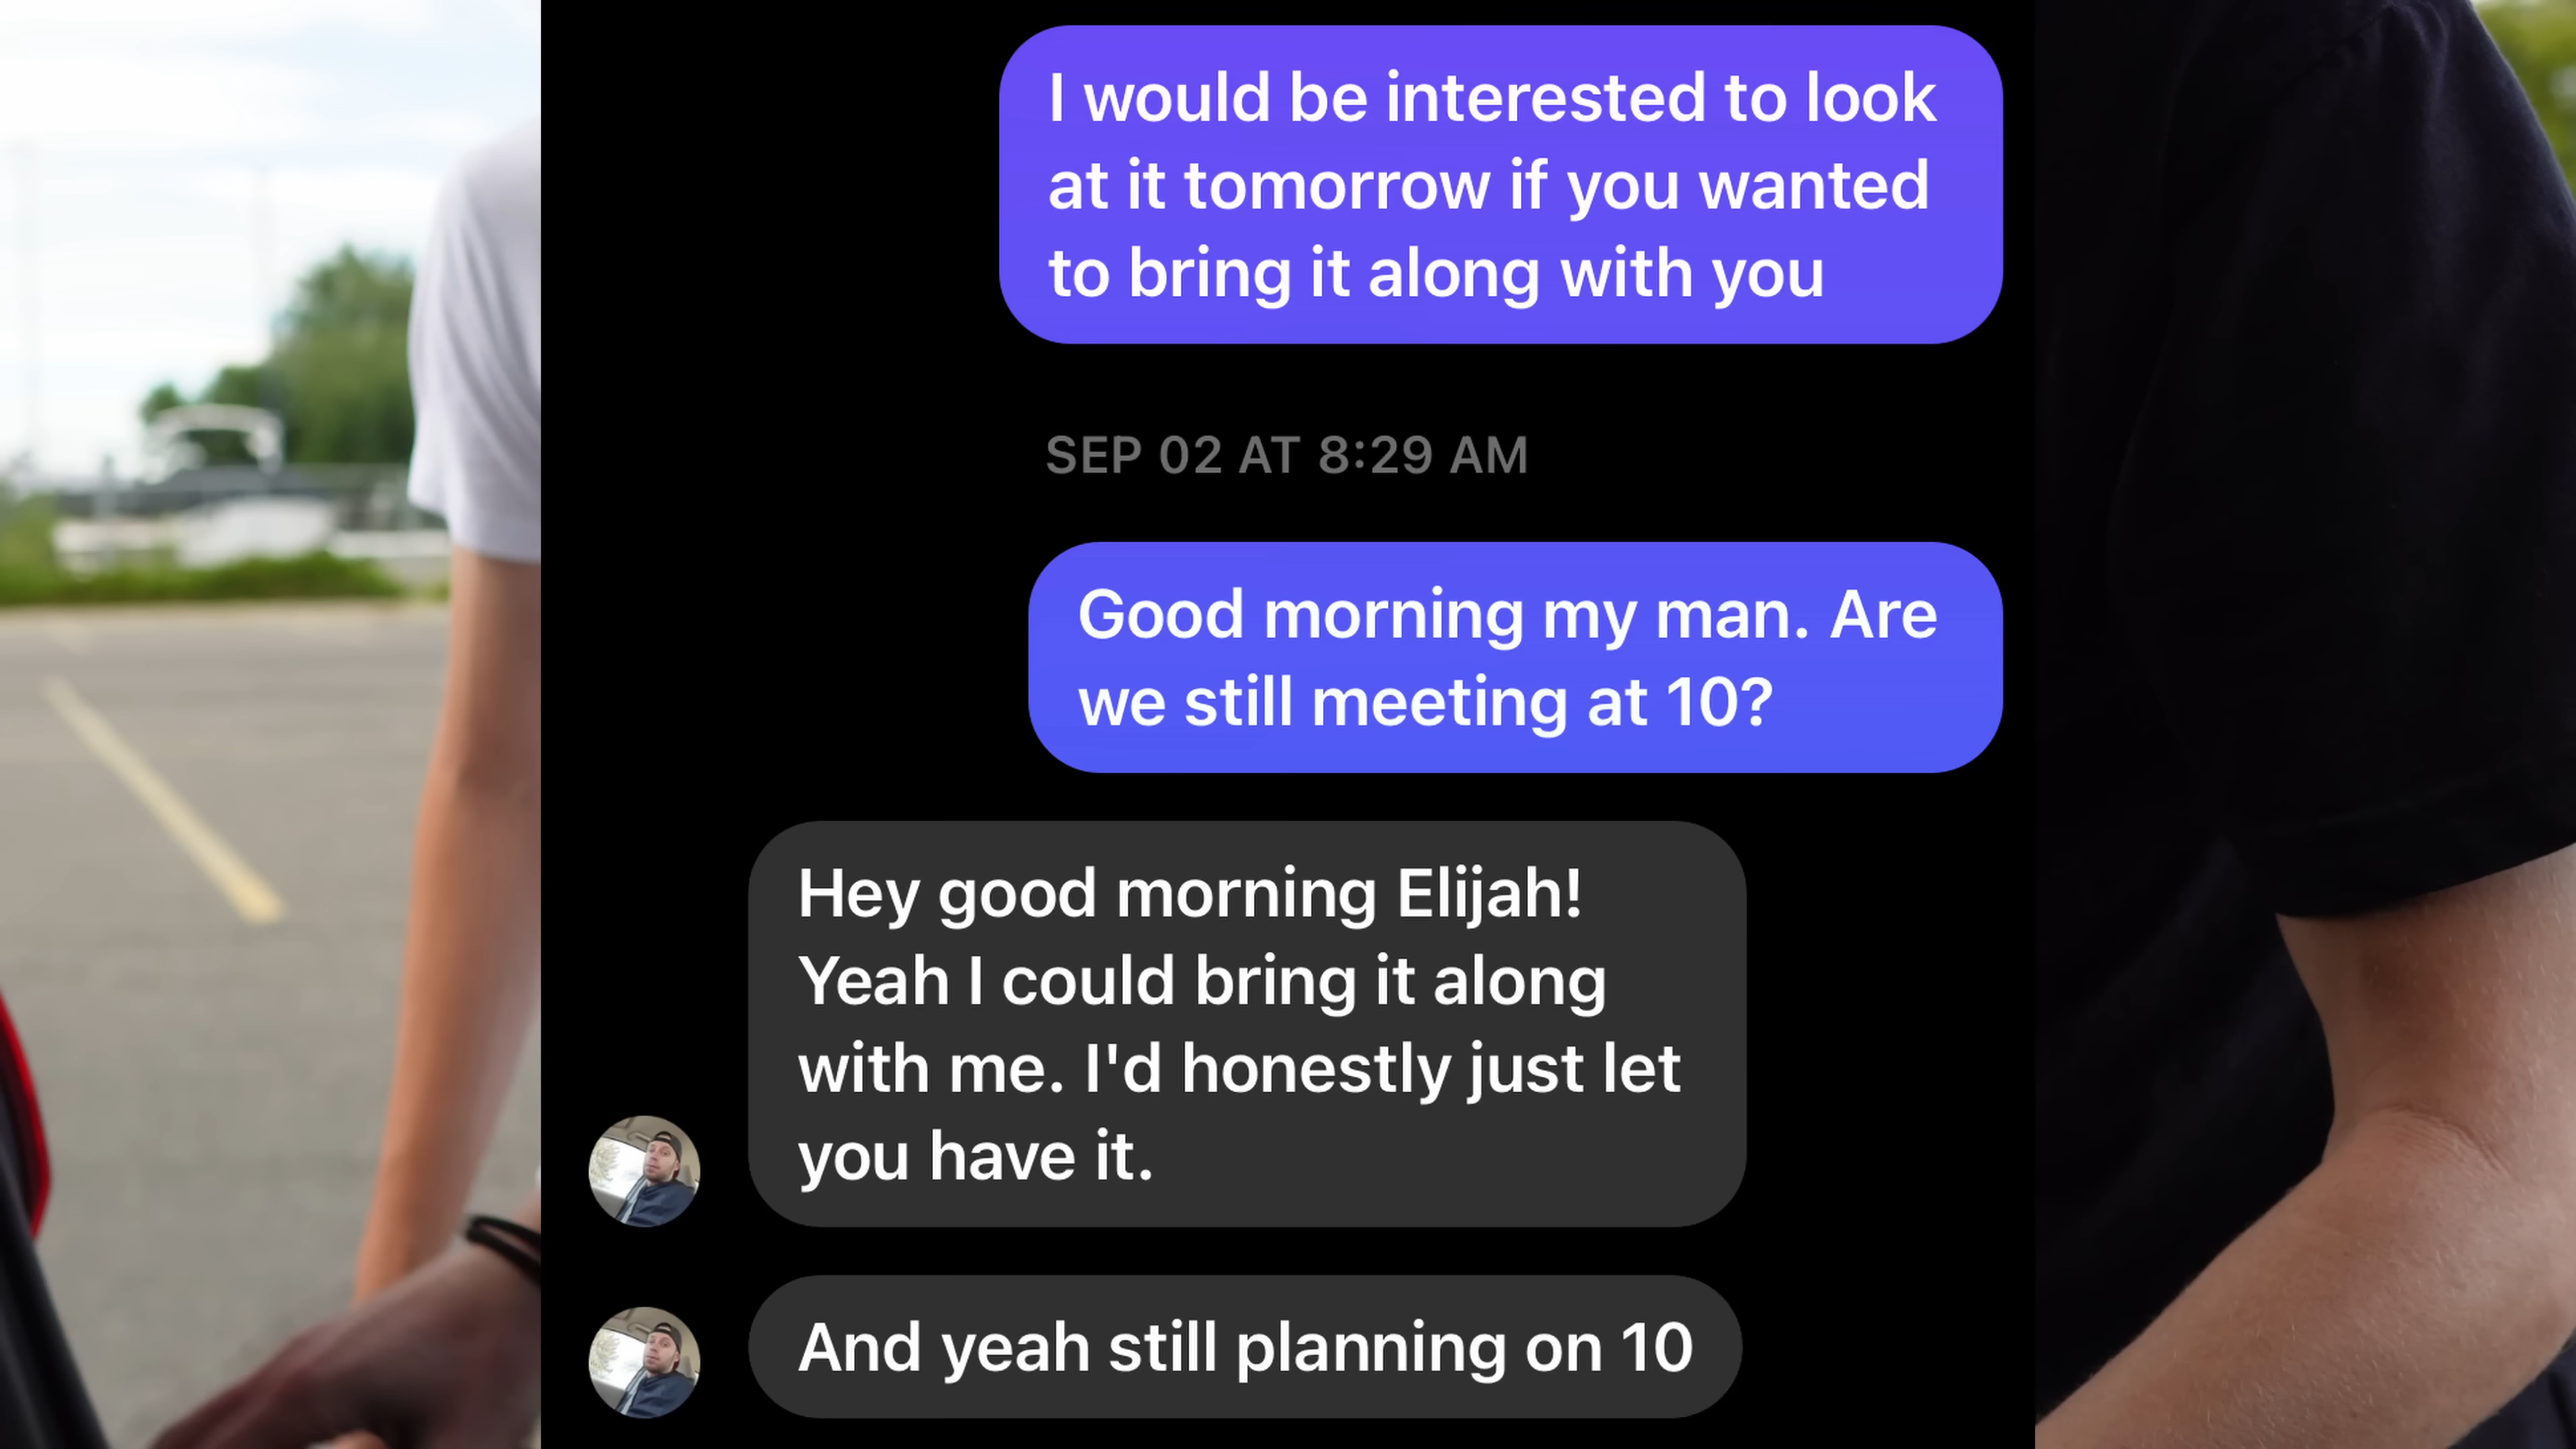 I would be interested to look
at it tomorrow if you wanted
to bring it along with you
SEP 02 AT 8:29 AM
Good morning my man. Are
we still meeting at 10?
Hey good morning Elijah!
Yeah I could bring it along
with me. I'd honestly just let
you have it.
And yeah still planning on 10